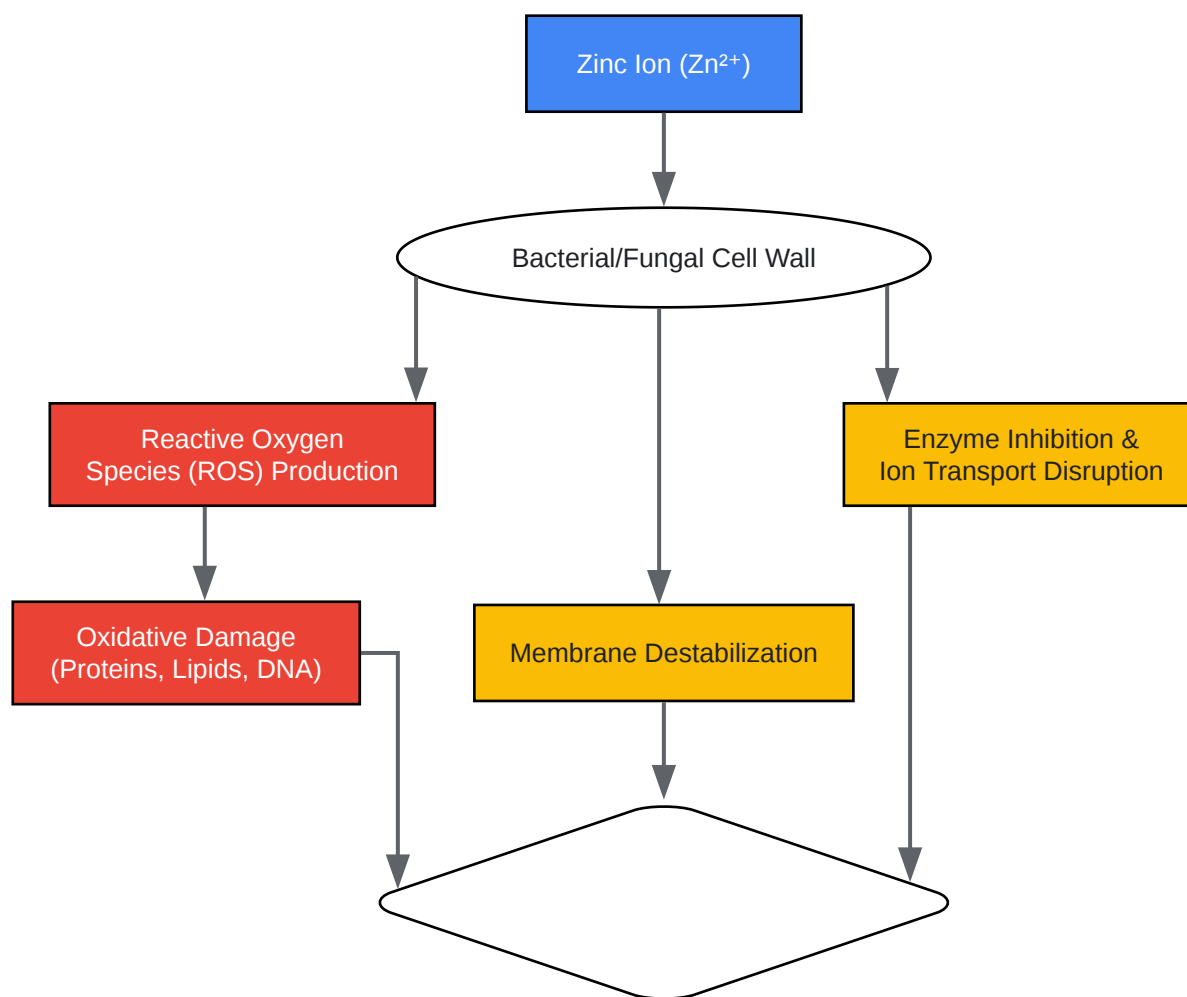 Zinc Ion (Zn²⁺)
Bacterial/Fungal Cell Wall
Reactive Oxygen
Species (ROS) Production
Enzyme Inhibition &
Ion Transport Disruption
Oxidative Damage
(Proteins, Lipids, DNA)
Membrane Destabilization